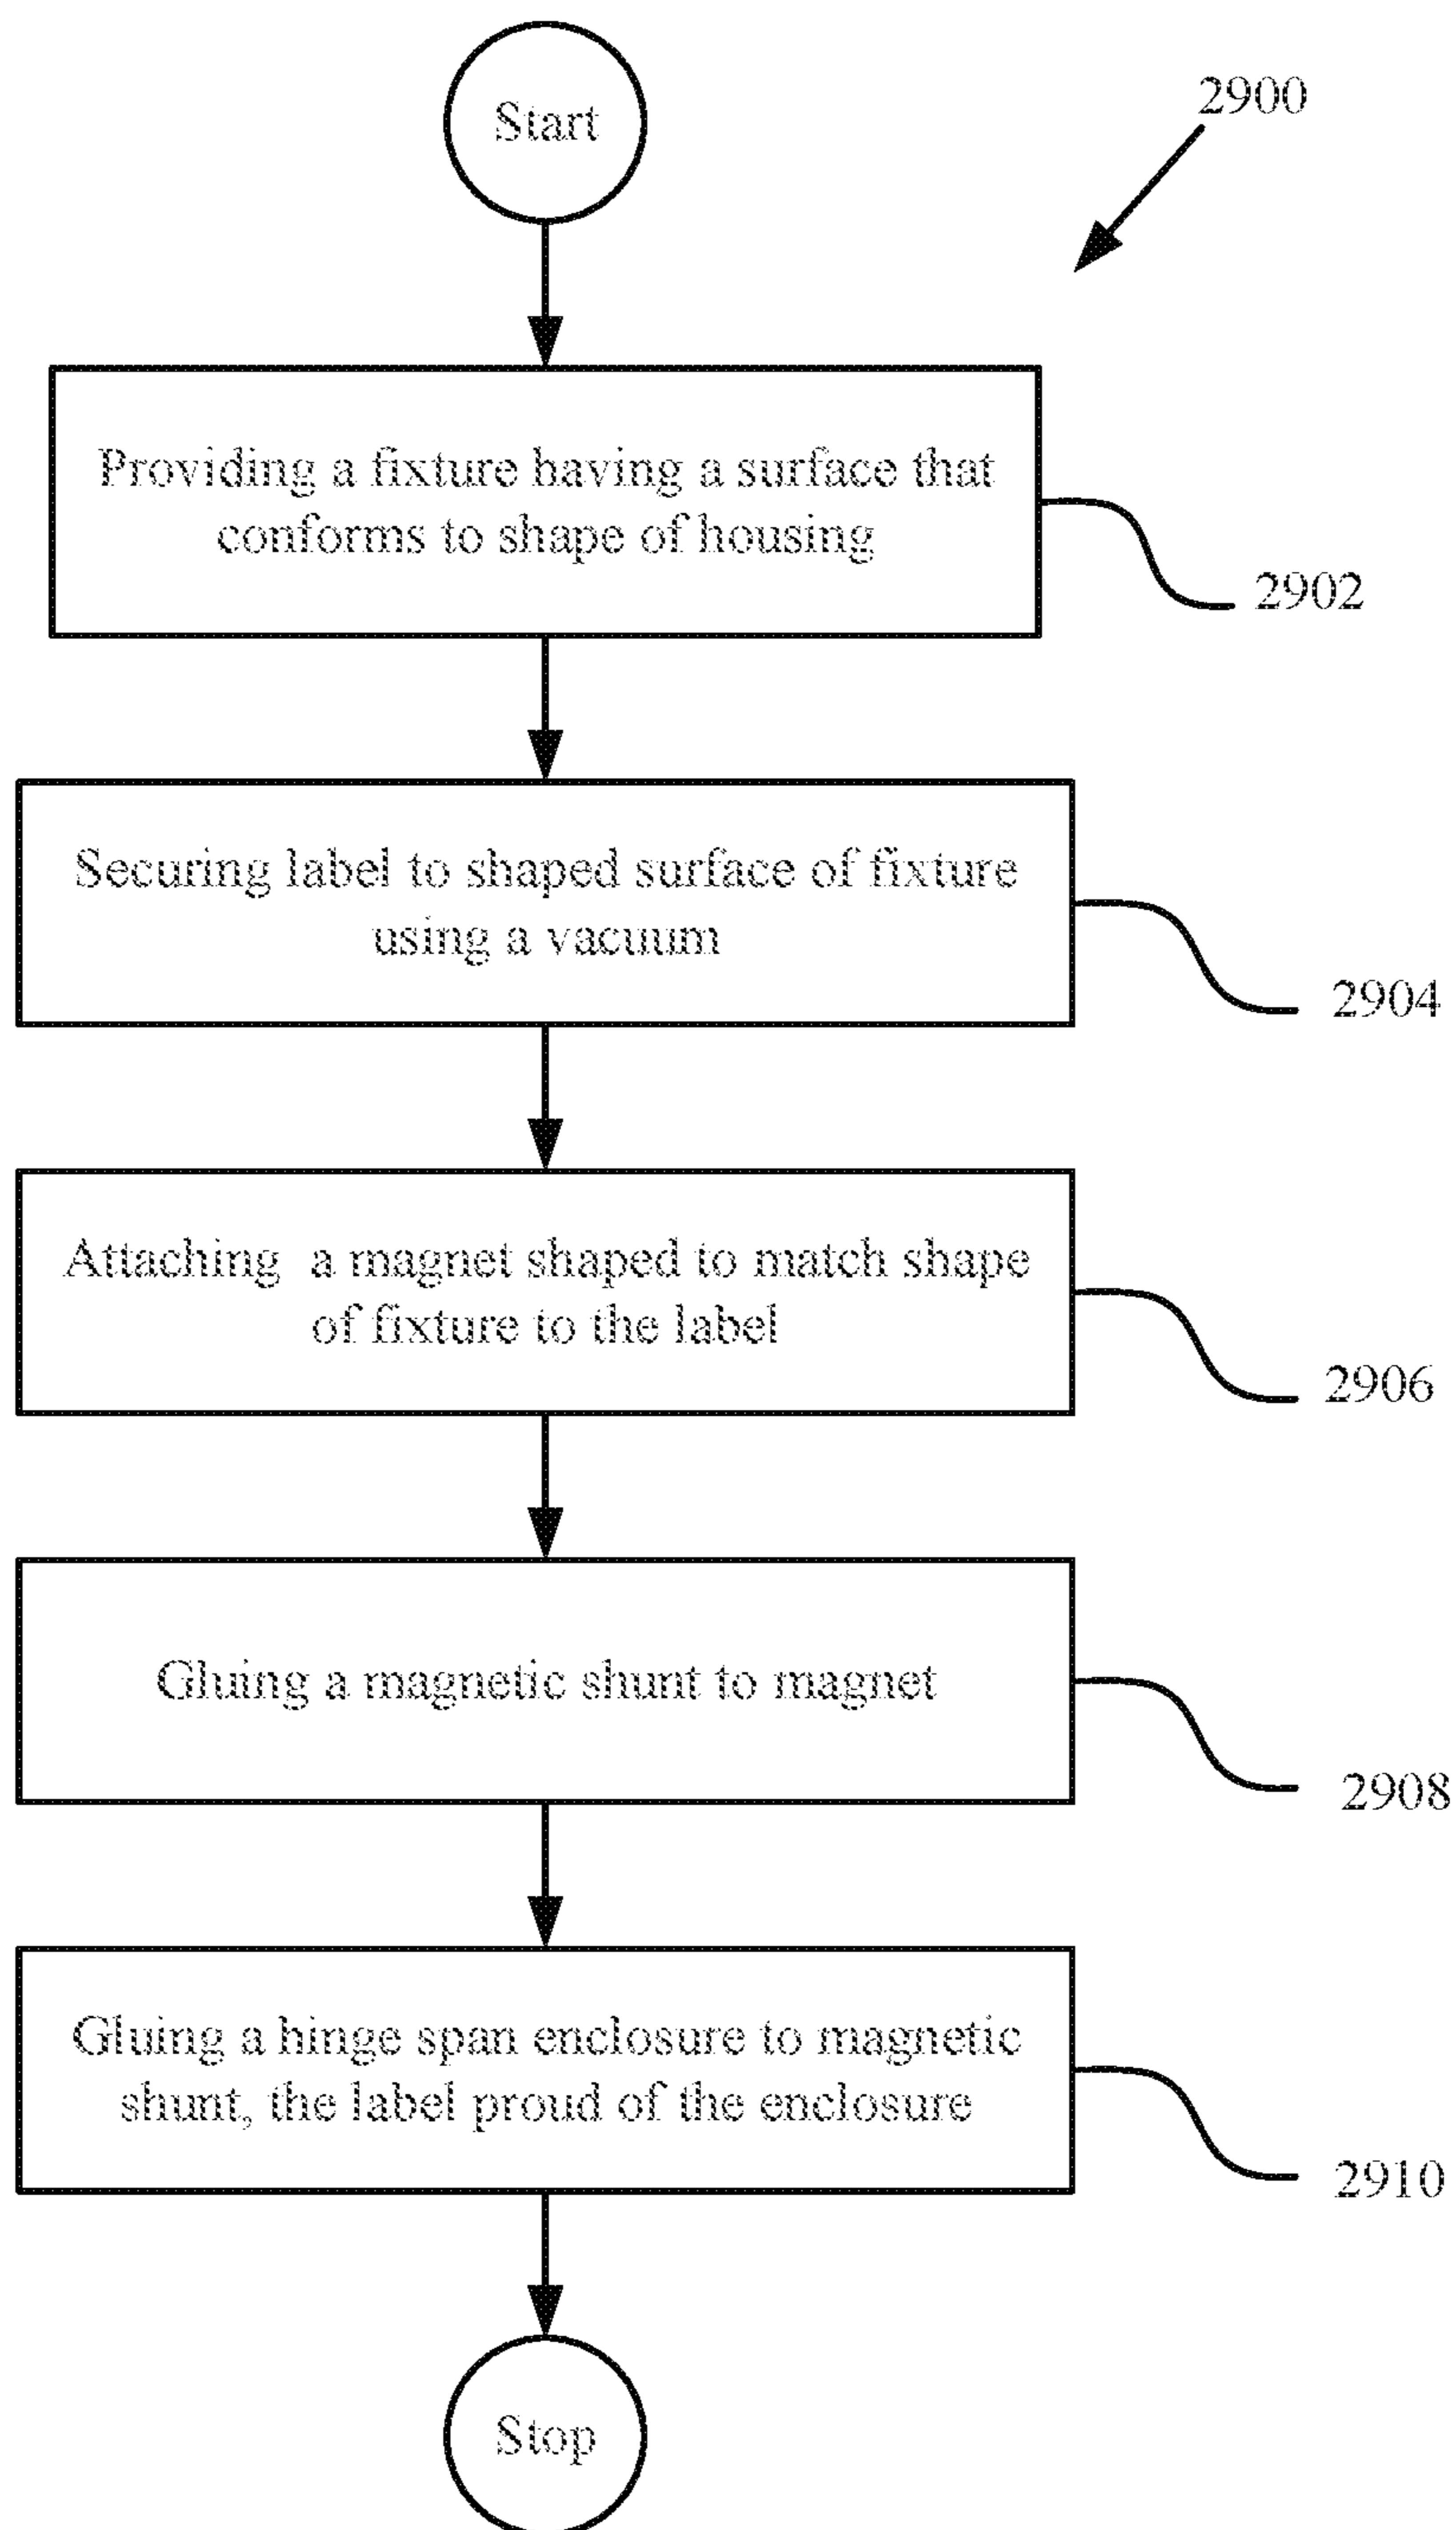 Start
2900
Providing a fixture having a surface that
conforms to shape of housing
2902
Securing label to shaped surface of fixture
using a vacuum
2904
Attaching a magnet shaped to match shape
of fixture to the label
2906
Gluing a magnetic shunt to magnet
2908
Gluing a hinge span enclosure to magnetic
shunt, the label proud of the enclosure
2910
Stop